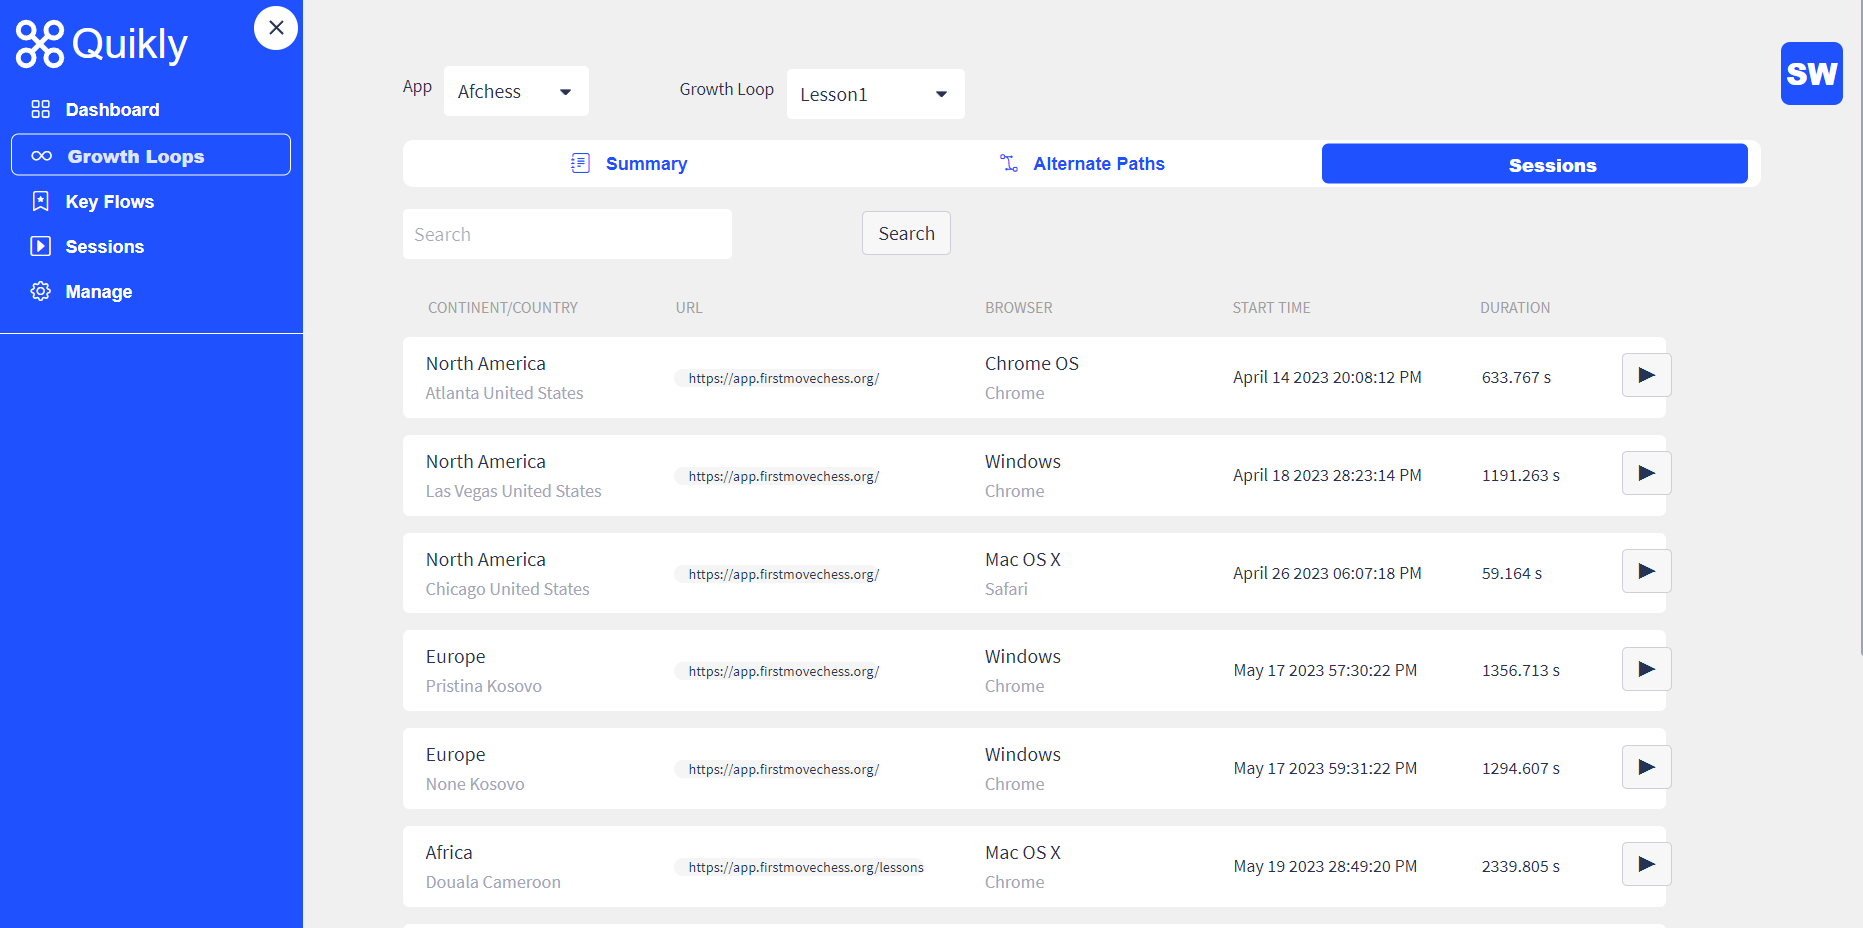 Quikly
Dashboard
Growth Loops
Key Flows
Sessions
Manage
SW
App Afchess Growth Loop Lesson1
Summary Alternate Paths Sessions
Search Search
CONTINENT/COUNTRY URL BROWSER START TIME DURATION
North America Chrome OS
https://app.firstmovechess.org/ April 14 2023 20:08:12 PM 633.767 s
Atlanta United States Chrome
North America Windows
https://app.firstmovechess.org/ April 18 2023 28:23:14 PM 1191.263 s
Las Vegas United States Chrome
North America Mac OS X
https://app.firstmovechess.org/ April 26 2023 06:07:18 PM 59.164 s
Chicago United States Safari
Europe Windows
https://app.firstmovechess.org/ May 17 2023 57:30:22 PM 1356.713 s
Pristina Kosovo Chrome
Europe Windows
https://app.firstmovechess.org/ May 17 2023 59:31:22 PM 1294.607 s
None Kosovo Chrome
Africa Mac OS X
https://app.firstmovechess.org/lessons May 19 2023 28:49:20 PM 2339.805 s
Douala Cameroon Chrome